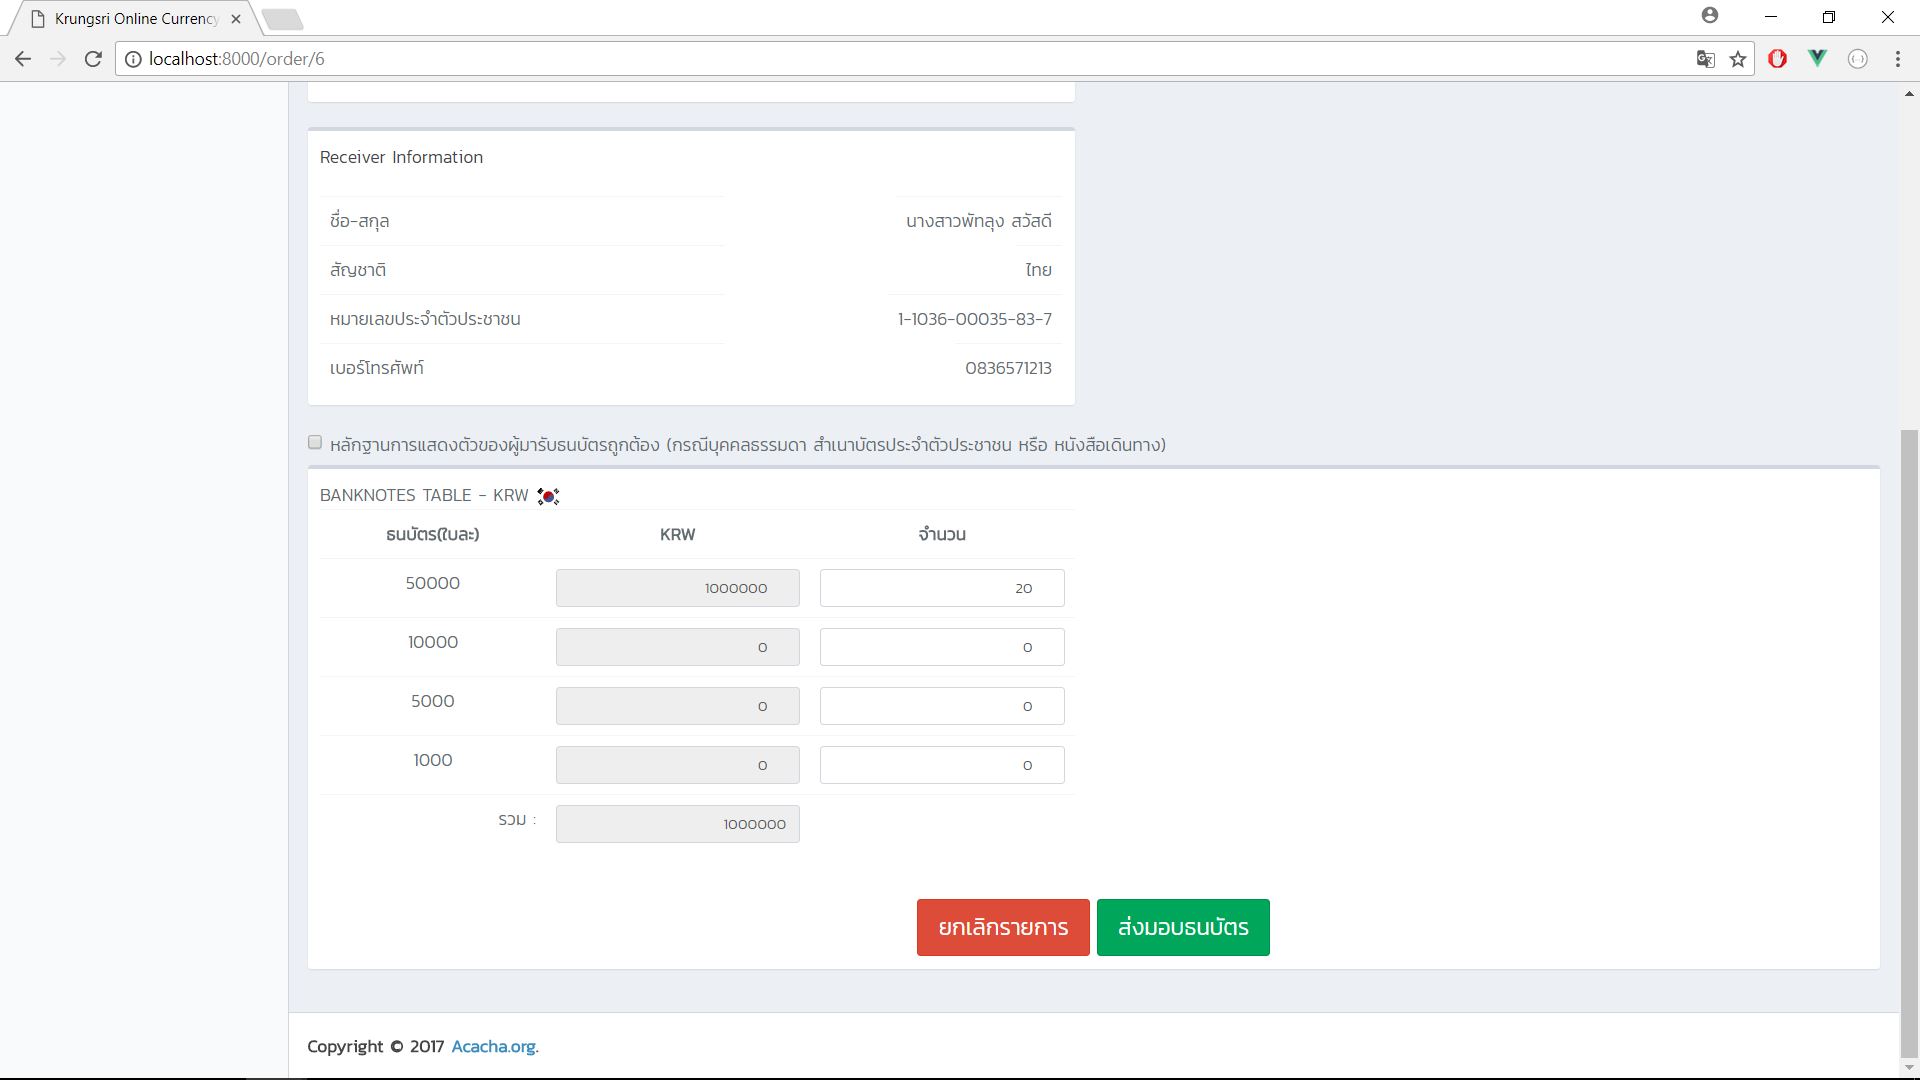 Krungsri Online Currency
localhost:8000/order/6
Receiver Information
ชื่อ-สกุล นางสาวพัทลุง สวัสดี
สัญชาติ ไทย
หมายเลขประจำตัวประชาชน 1-1036-00035-83-7
เบอร์โทรศัพท์ 0836571213
หลักฐานการแสดงตัวของผู้มารับธนบัตรถูกต้อง (กรณีบุคคลธรรมดา สำเนาบัตรประจำตัวประชาชน หรือ หนังสือเดินทาง)
BANKNOTES TABLE - KRW
ธนบัตร(ใบละ) KRW จำนวน
50000 1000000 20
10000 0 0
5000 0 0
1000 0 0
รวม : 1000000
ยกเลิกรายการ ส่งมอบธนบัตร
Copyright © 2017 Acacha.org.